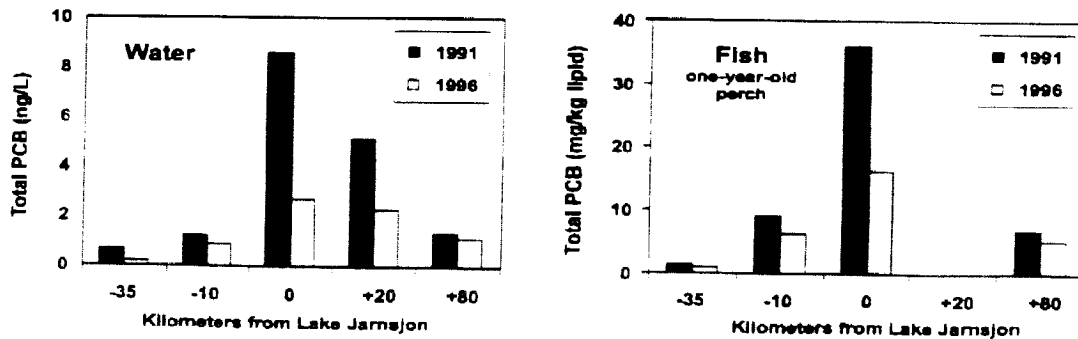 Water
1991
1996
Total PCB (ng/L)
10
8
6
4
2
0
-35 -10 0 +20 +80
Kilometers from Lake Jarnsjon
Fish
one-year-old
perch
1991
1996
Total PCB (mg/kg lipid)
40
30
20
10
0
-35 -10 0 +20 +80
Kilometers from Lake Jarnsjon